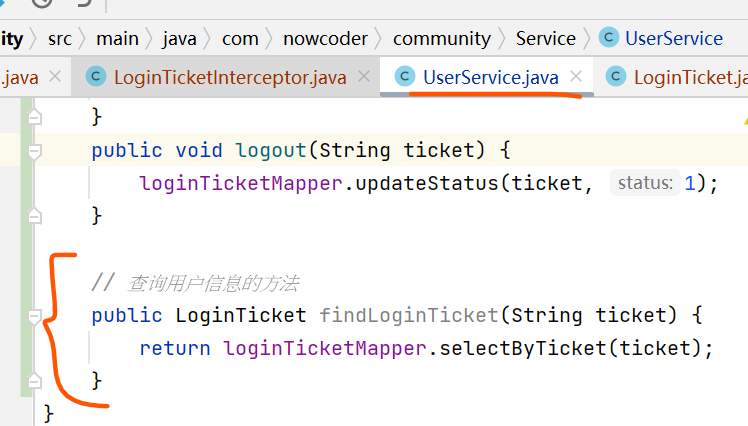 ity 〉 src 〉 main 〉 java 〉 com 〉 nowcoder 〉 community 〉 Service 〉 C UserService
.java × C LoginTicketInterceptor.java × C UserService.java × C LoginTicket.ja
}
public void logout(String ticket) {
loginTicketMapper.updateStatus(ticket, status: 1);
}
// 查询用户信息的方法
public LoginTicket findLoginTicket(String ticket) {
return loginTicketMapper.selectByTicket(ticket);
}
}